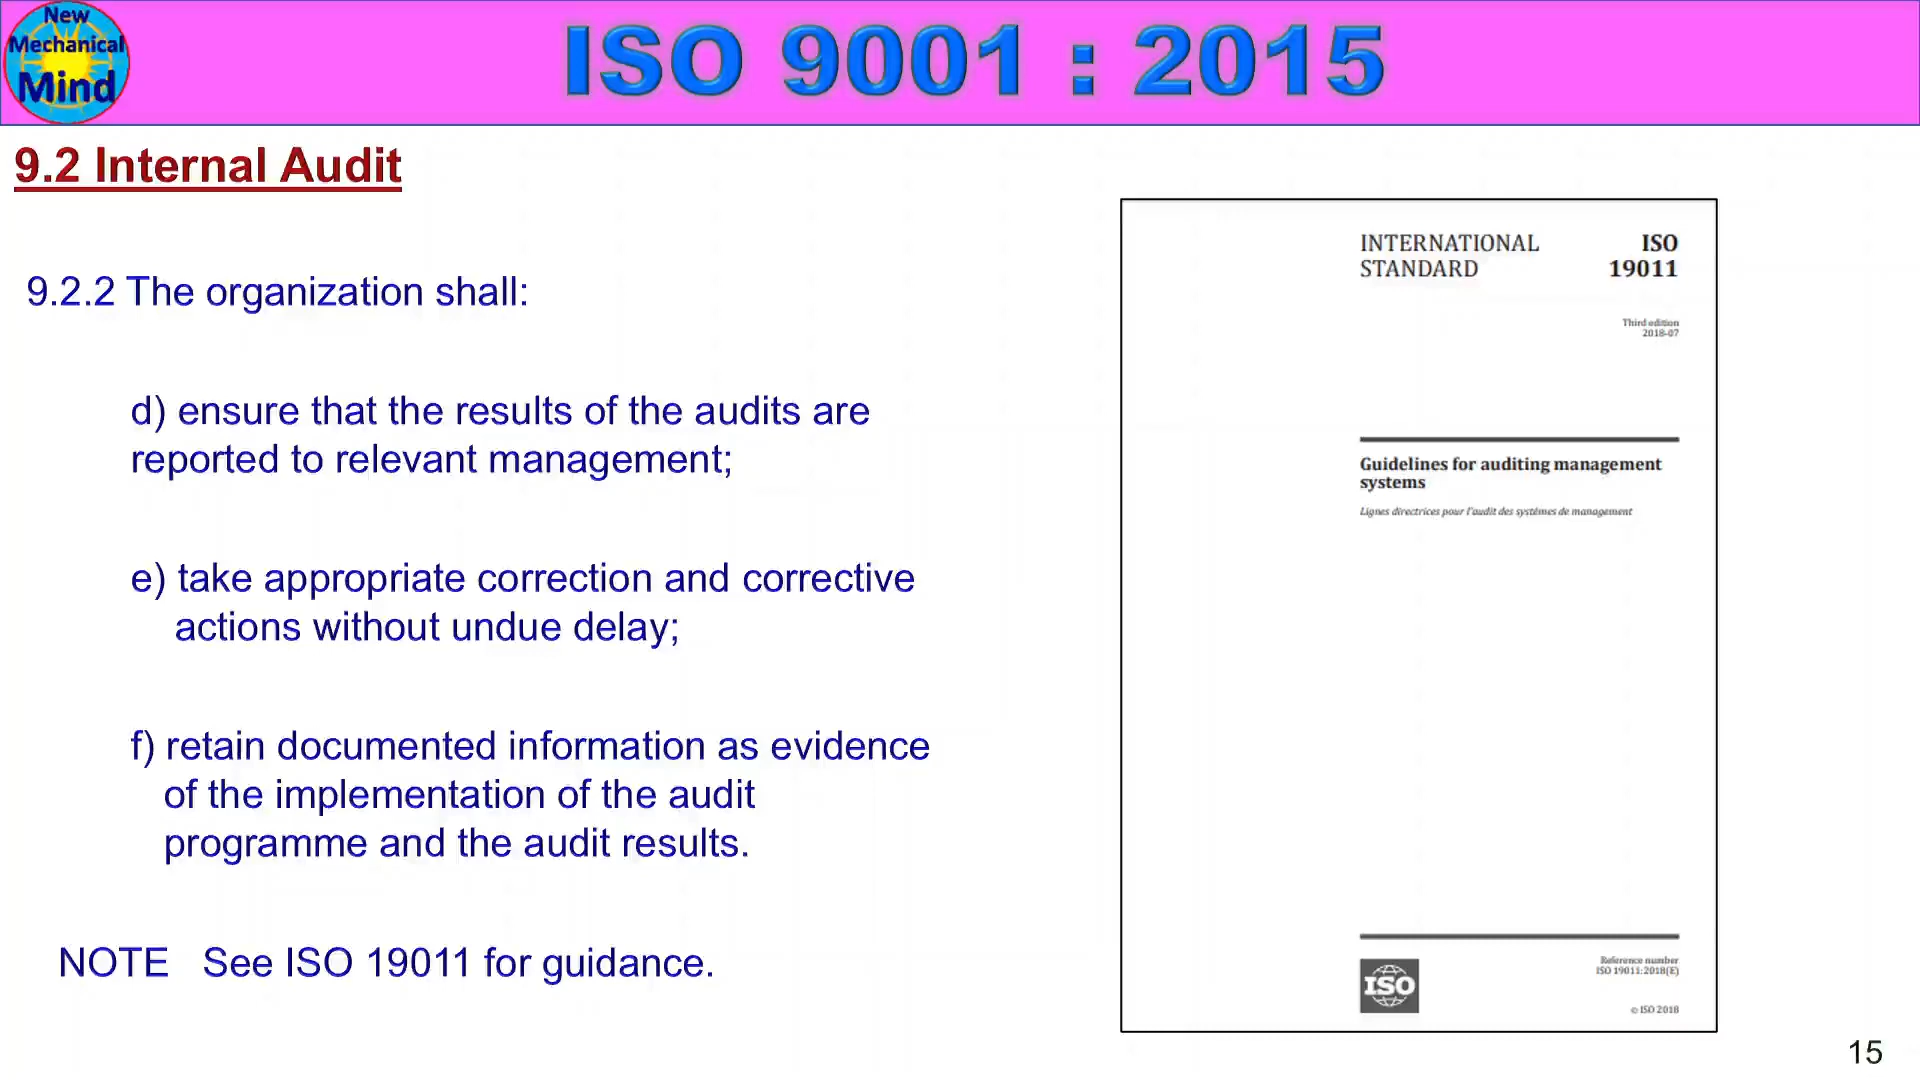 New
Mechanical
Mind
ISO 9001 : 2015
9.2 Internal Audit
9.2.2 The organization shall:
d) ensure that the results of the audits are
reported to relevant management;
e) take appropriate correction and corrective
actions without undue delay;
f) retain documented information as evidence
of the implementation of the audit
programme and the audit results.
NOTE See ISO 19011 for guidance.
INTERNATIONAL
STANDARD
ISO
19011
Third edition
2018-07
Guidelines for auditing management
systems
Lignes directrices pour l'audit des systèmes de management
ISO
Reference number
ISO 19011:2018(E)
© ISO 2018
15